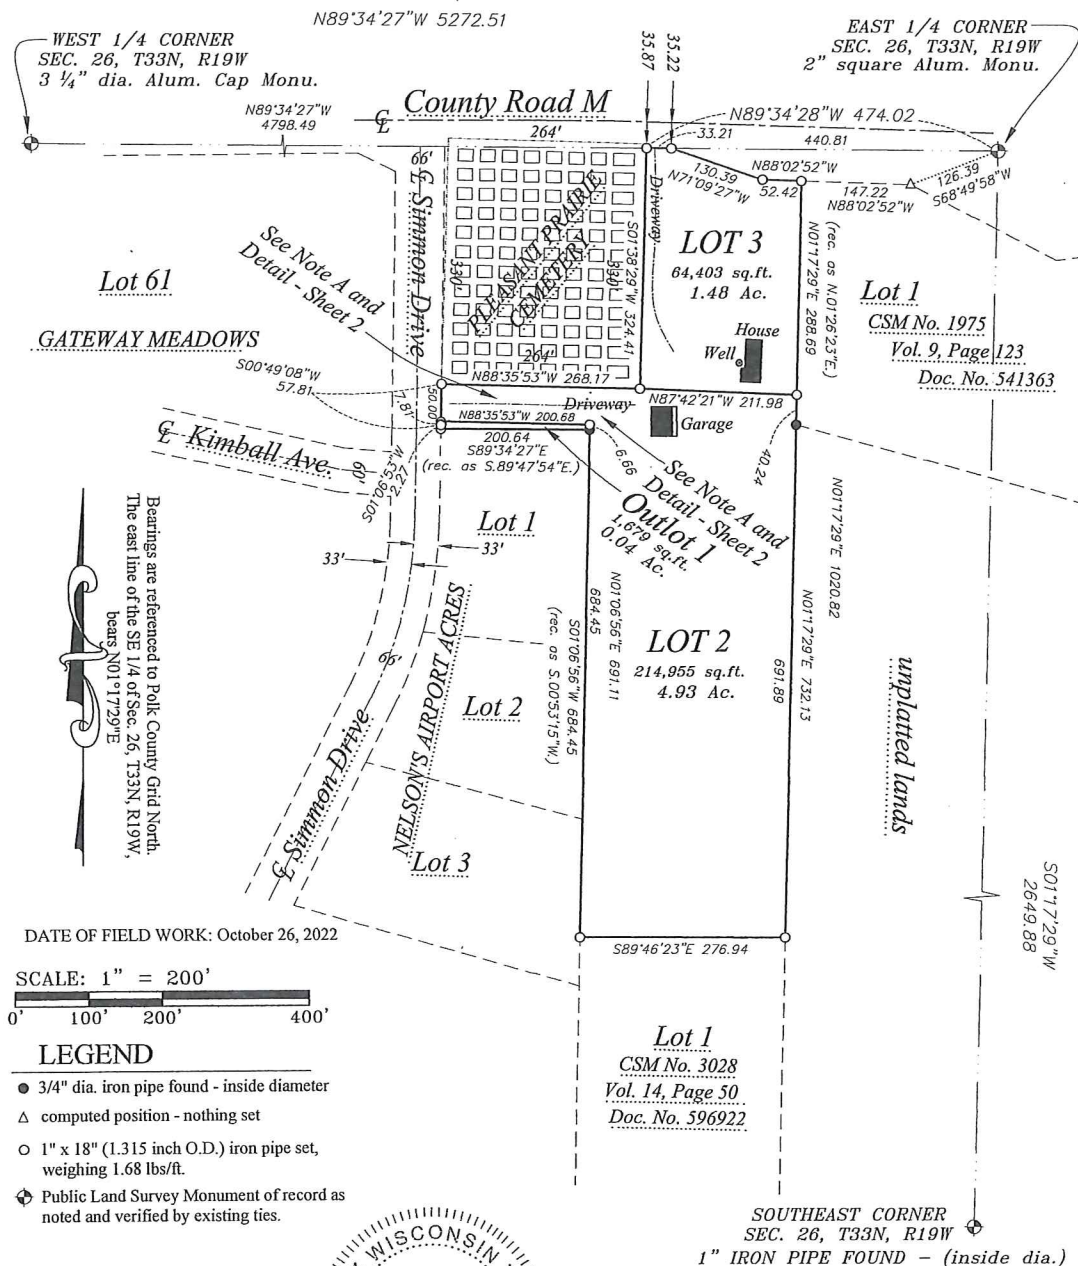 N89°34'27"W 5272.51
WEST 1/4 CORNER
SEC. 26, T33N, R19W
3 ¼" dia. Alum. Cap Monu.
EAST 1/4 CORNER
SEC. 26, T33N, R19W
2" square Alum. Monu.
35.87
35.22
N89°34'27"W
4798.49
℄
County Road M
264'
N89°34'28"W 474.02
33.21
440.81
66'
130.39
N71°09'27"W
N88°02'52"W
52.42
147.22
N88°02'52"W
126.39
S68°49'58"W
℄ Simmon Drive
PLEASANT PRAIRIE
CEMETERY
330'
330'
264'
S01°38'29"W 324.41
Driveway
LOT 3
64,403 sq.ft.
1.48 Ac.
House
Well
N01°17'29"E 288.69
(rec. as N.01°26'23"E.)
Lot 1
CSM No. 1975
Vol. 9, Page 123
Doc. No. 541363
See Note A and
Detail - Sheet 2
Lot 61
GATEWAY MEADOWS
S00°49'08"W
57.81
7.81
50.00
N88°35'53"W 268.17
N87°42'21"W 211.98
Driveway
N88°35'53"W 200.68
Garage
200.64
S89°34'27"E
(rec. as S.89°47'54"E.)
6.66
40.24
℄ Kimball Ave.
60'
S01°06'53"W
2.27
See Note A and
Detail - Sheet 2
Outlot 1
1,679 sq.ft.
0.04 Ac.
Lot 1
33'
33'
66'
NELSON'S AIRPORT ACRES
Lot 2
Lot 3
℄ Simmon Drive
684.45
N01°06'56"E 691.11
S01°06'56"W 684.45
(rec. as S.00°53'15"W.)
LOT 2
214,955 sq.ft.
4.93 Ac.
691.89
N01°17'29"E 732.13
N01°17'29"E 1020.82
unplatted lands
S01°17'29"W
2649.88
Bearings are referenced to Polk County Grid North.
The east line of the SE 1/4 of Sec. 26, T33N, R19W,
bears N01°17'29"E
S89°46'23"E 276.94
DATE OF FIELD WORK: October 26, 2022
SCALE: 1" = 200'
0' 100' 200' 400'
LEGEND
3/4" dia. iron pipe found - inside diameter
computed position - nothing set
1" x 18" (1.315 inch O.D.) iron pipe set,
weighing 1.68 lbs/ft.
Public Land Survey Monument of record as
noted and verified by existing ties.
Lot 1
CSM No. 3028
Vol. 14, Page 50
Doc. No. 596922
WISCONSIN
SOUTHEAST CORNER
SEC. 26, T33N, R19W
1" IRON PIPE FOUND - (inside dia.)